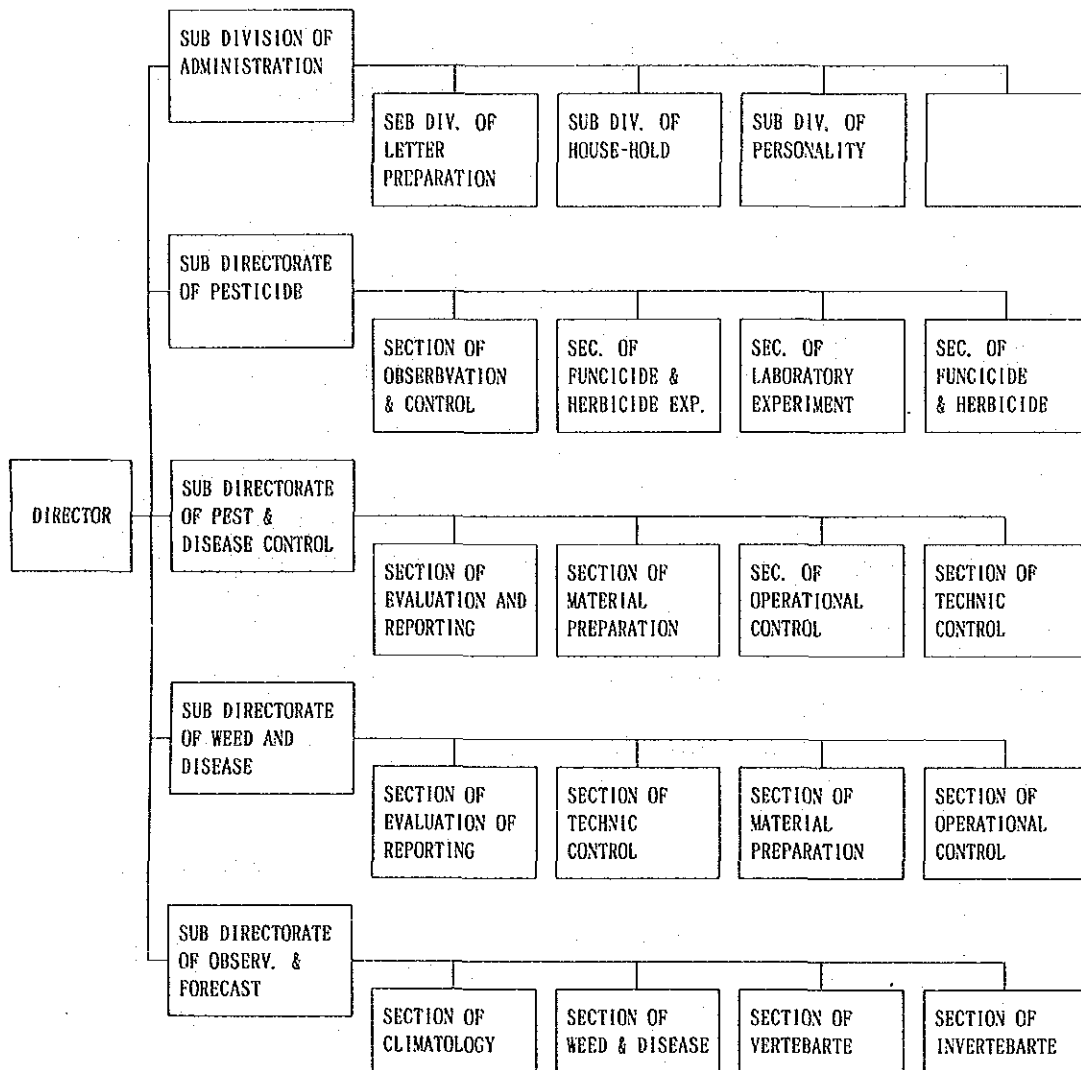 SUB DIVISION OF
ADMINISTRATION
SEB DIV. OF
LETTER
PREPARATION
SUB DIV. OF
HOUSE-HOLD
SUB DIV. OF
PERSONALITY
SUB DIRECTORATE
OF PESTICIDE
SECTION OF
OBSERBVATION
& CONTROL
SEC. OF
FUNCICIDE &
HERBICIDE EXP.
SEC. OF
LABORATORY
EXPERIMENT
SEC. OF
FUNCICIDE
& HERBICIDE
DIRECTOR
SUB DIRECTORATE
OF PEST &
DISEASE CONTROL
SECTION OF
EVALUATION AND
REPORTING
SECTION OF
MATERIAL
PREPARATION
SEC. OF
OPERATIONAL
CONTROL
SECTION OF
TECHNIC
CONTROL
SUB DIRECTORATE
OF WEED AND
DISEASE
SECTION OF
EVALUATION OF
REPORTING
SECTION OF
TECHNIC
CONTROL
SECTION OF
MATERIAL
PREPARATION
SECTION OF
OPERATIONAL
CONTROL
SUB DIRECTORATE
OF OBSERV. &
FORECAST
SECTION OF
CLIMATOLOGY
SECTION OF
WEED & DISEASE
SECTION OF
VERTEBARTE
SECTION OF
INVERTEBARTE